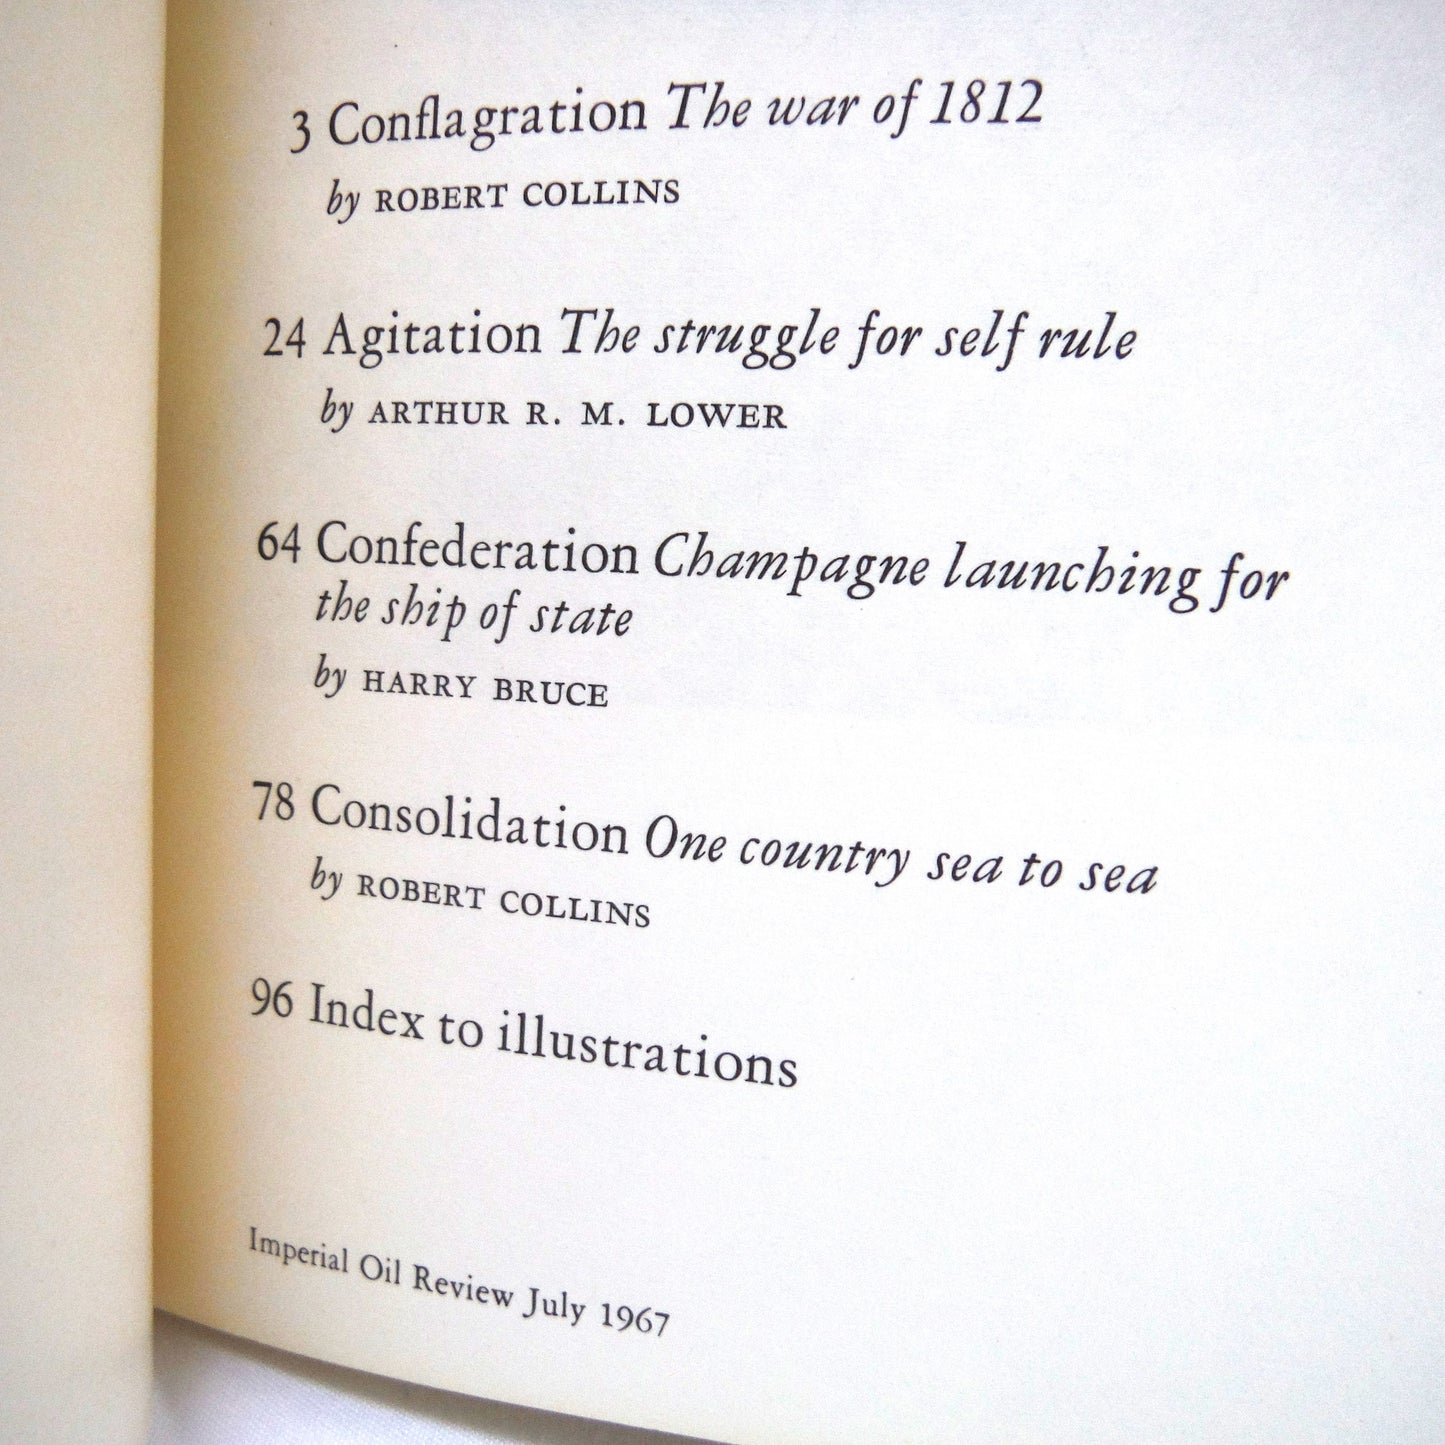 3 Conflagration The war of 1812
by ROBERT COLLINS
24 Agitation The struggle for self rule
by ARTHUR R. M. LOWER
64 Confederation Champagne launching for
the ship of state
by HARRY BRUCE
78 Consolidation One country sea to sea
by ROBERT COLLINS
96 Index to illustrations
Imperial Oil Review July 1967